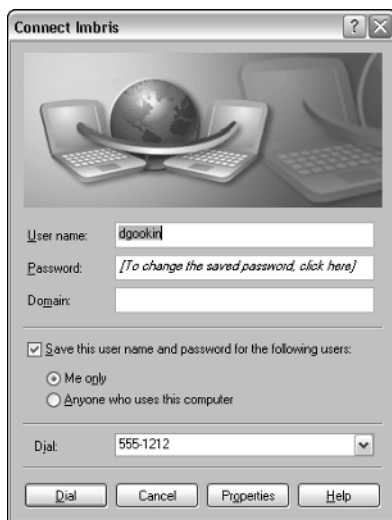 Connect Imbris
User name: dgookin
Password: [To change the saved password, click here]
Domain:
Save this user name and password for the following users:
Me only
Anyone who uses this computer
Dial: 555-1212
Dial Cancel Properties Help